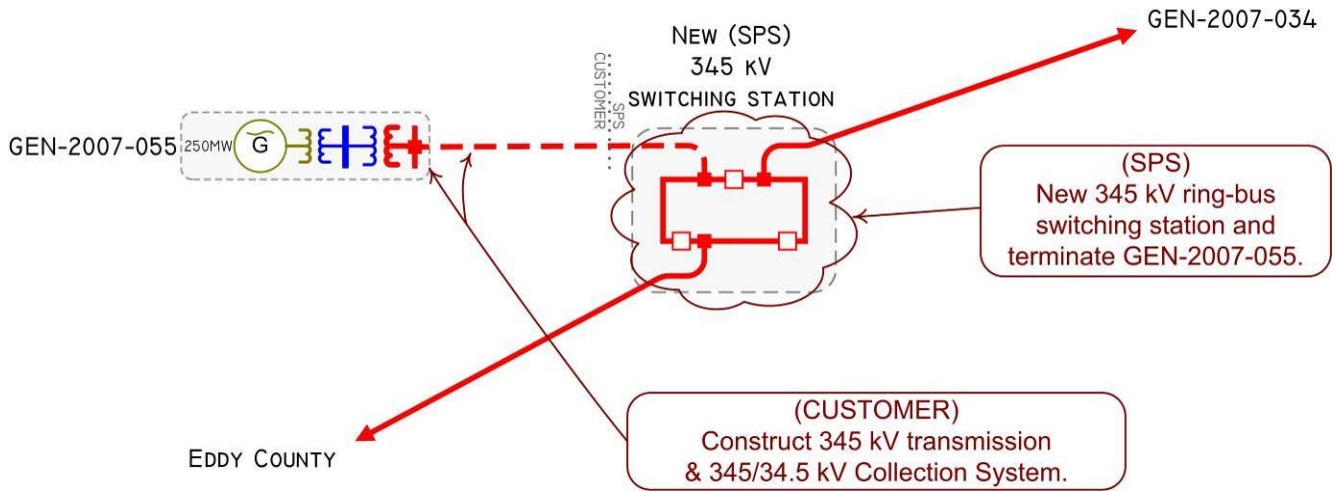 GEN-2007-034
NEW (SPS)
345 KV
SWITCHING STATION
CUSTOMER
SPS
GEN-2007-055
250MW
G
(SPS)
New 345 kV ring-bus
switching station and
terminate GEN-2007-055.
(CUSTOMER)
Construct 345 kV transmission
& 345/34.5 kV Collection System.
EDDY COUNTY